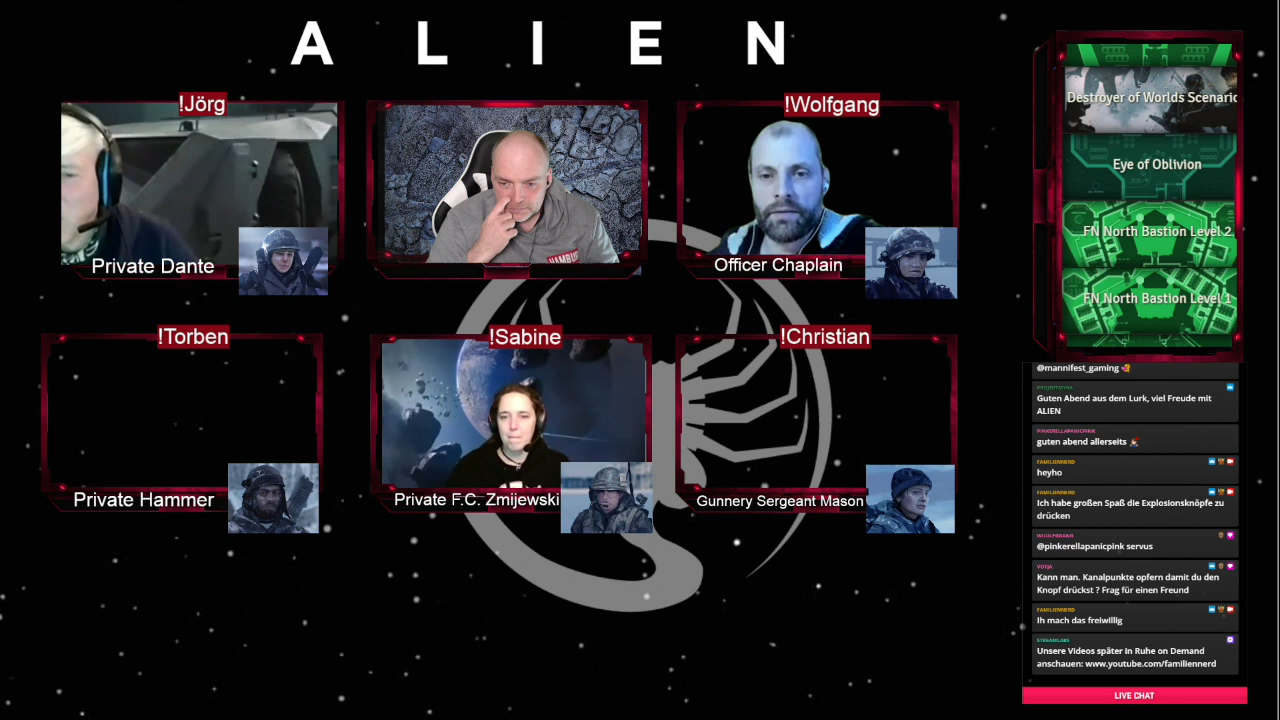 A L I E N
!Jörg
Private Dante
!Wolfgang
Officer Chaplain
!Torben
Private Hammer
!Sabine
Private F.C. Zmijewski
!Christian
Gunnery Sergeant Mason
HAMBU
Destroyer of Worlds Scenario
Eye of Oblivion
FN North Bastion Level 2
FN North Bastion Level 1
@mannifest_gaming
Guten Abend aus dem Lurk, viel Freude mit
ALIEN
PINKERELLAPANICPINK
guten abend allerseits
FAMILIENNERD
heyho
FAMILIENNERD
Ich habe großen Spaß die Explosionsknöpfe zu
drücken
@pinkerellapanicpink servus
Kann man. Kanalpunkte opfern damit du den
Knopf drückst ? Frag für einen Freund
FAMILIENNERD
Ih mach das freiwillig
STREAMLABS
Unsere Videos später in Ruhe on Demand
anschauen: www.youtube.com/familiennerd
LIVE CHAT